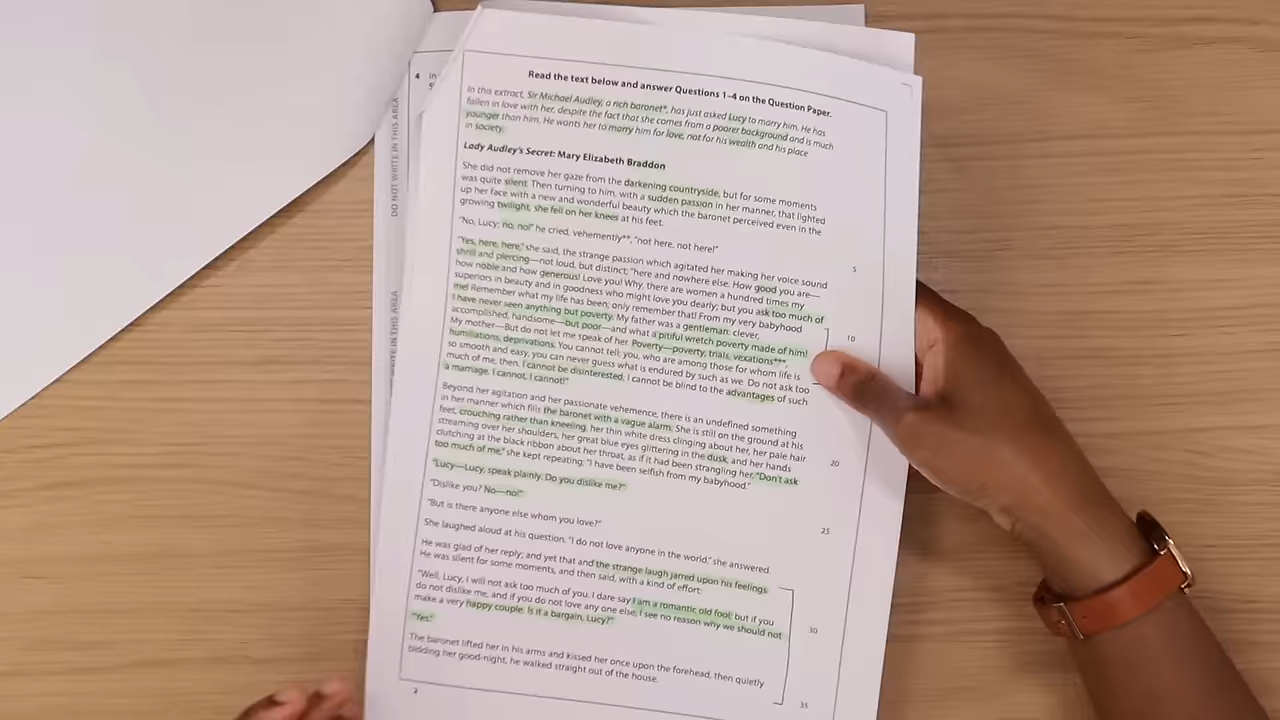 Read the text below and answer Questions 1–4 on the Question Paper.
In this extract, Sir Michael Audley, a rich baronet*, has just asked Lucy to marry him. He has
fallen in love with her, despite the fact that she comes from a poorer background and is much
younger than him. He wants her to marry him for love, not for his wealth and his place
in society.
Lady Audley's Secret: Mary Elizabeth Braddon
She did not remove her gaze from the darkening countryside, but for some moments
was quite silent. Then turning to him, with a sudden passion in her manner, that lighted
up her face with a new and wonderful beauty which the baronet perceived even in the
growing twilight, she fell on her knees at his feet.
"No, Lucy; no, no!" he cried, vehemently**, "not here, not here!"
"Yes, here, here," she said, the strange passion which agitated her making her voice sound
5
shrill and piercing—not loud, but distinct; "here and nowhere else. How good you are—
how noble and how generous! Love you! Why, there are women a hundred times my
superiors in beauty and in goodness who might love you dearly; but you ask too much of
me! Remember what my life has been; only remember that! From my very babyhood
I have never seen anything but poverty. My father was a gentleman: clever,
10
accomplished, handsome—but poor—and what a pitiful wretch poverty made of him!
My mother—But do not let me speak of her. Poverty—poverty, trials, vexations***,
humiliations, deprivations. You cannot tell; you, who are among those for whom life is
so smooth and easy, you can never guess what is endured by such as we. Do not ask too
much of me, then. I cannot be disinterested; I cannot be blind to the advantages of such
a marriage. I cannot, I cannot!"
Beyond her agitation and her passionate vehemence, there is an undefined something
in her manner which fills the baronet with a vague alarm. She is still on the ground at his
feet, crouching rather than kneeling, her thin white dress clinging about her, her pale hair
20
streaming over her shoulders, her great blue eyes glittering in the dusk, and her hands
clutching at the black ribbon about her throat, as if it had been strangling her. "Don't ask
too much of me," she kept repeating; "I have been selfish from my babyhood."
"Lucy—Lucy, speak plainly. Do you dislike me?"
"Dislike you? No—no!"
"But is there anyone else whom you love?"
25
She laughed aloud at his question. "I do not love anyone in the world," she answered.
He was glad of her reply; and yet that and the strange laugh jarred upon his feelings.
He was silent for some moments, and then said, with a kind of effort:
"Well, Lucy, I will not ask too much of you. I dare say I am a romantic old fool; but if you
do not dislike me, and if you do not love any one else, I see no reason why we should not
30
make a very happy couple. Is it a bargain, Lucy?"
"Yes."
The baronet lifted her in his arms and kissed her once upon the forehead, then quietly
bidding her good-night, he walked straight out of the house.
35
2
4 In
DO NOT WRITE IN THIS AREA
WRITE IN THIS AREA